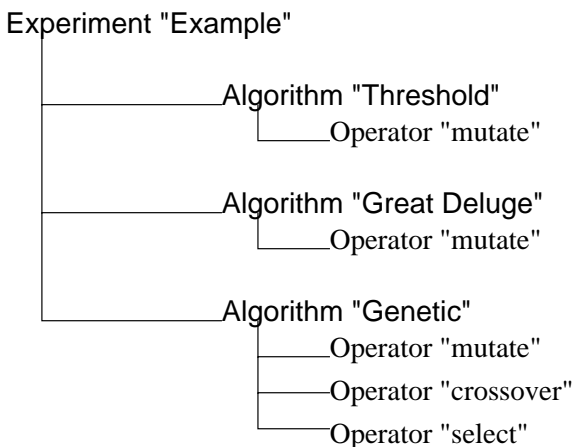 Experiment "Example"
Algorithm "Threshold"
Operator "mutate"
Algorithm "Great Deluge"
Operator "mutate"
Algorithm "Genetic"
Operator "mutate"
Operator "crossover"
Operator "select"